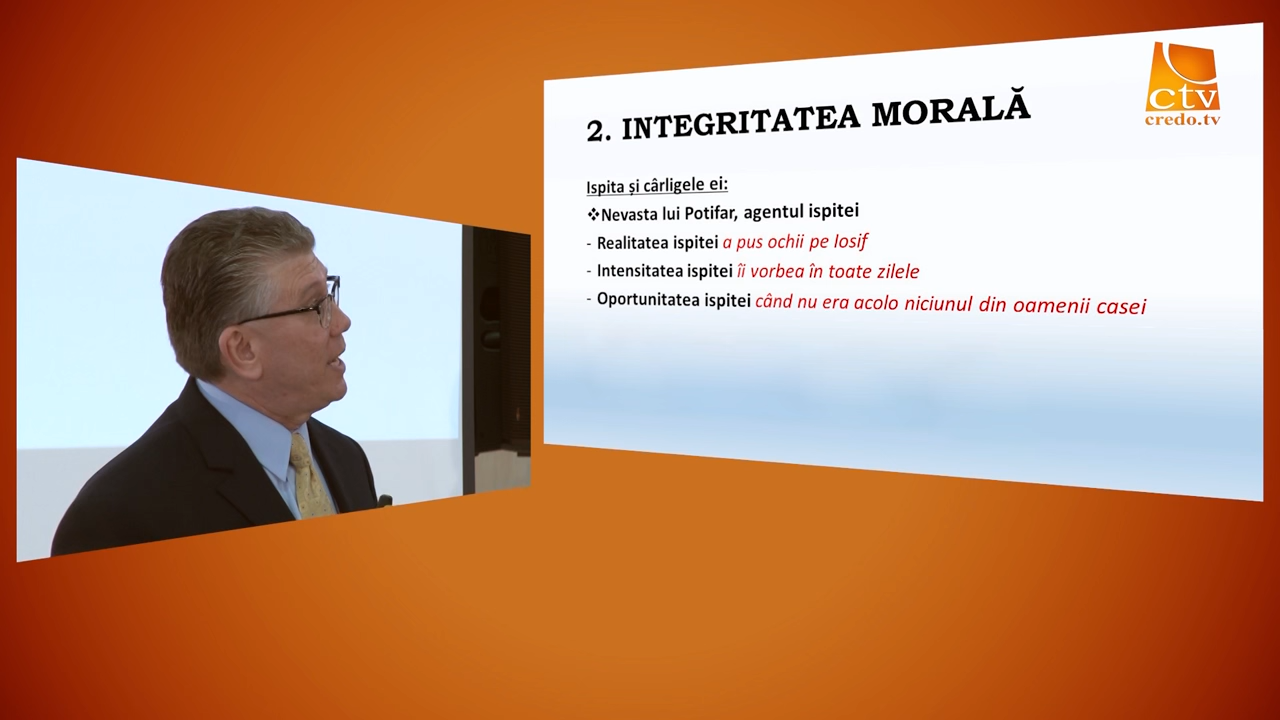 ctv
credo.tv
2. INTEGRITATEA MORALĂ
Ispita și cârligele ei:
❖Nevasta lui Potifar, agentul ispitei
- Realitatea ispitei a pus ochii pe Iosif
- Intensitatea ispitei îi vorbea în toate zilele
- Oportunitatea ispitei când nu era acolo niciunul din oamenii casei